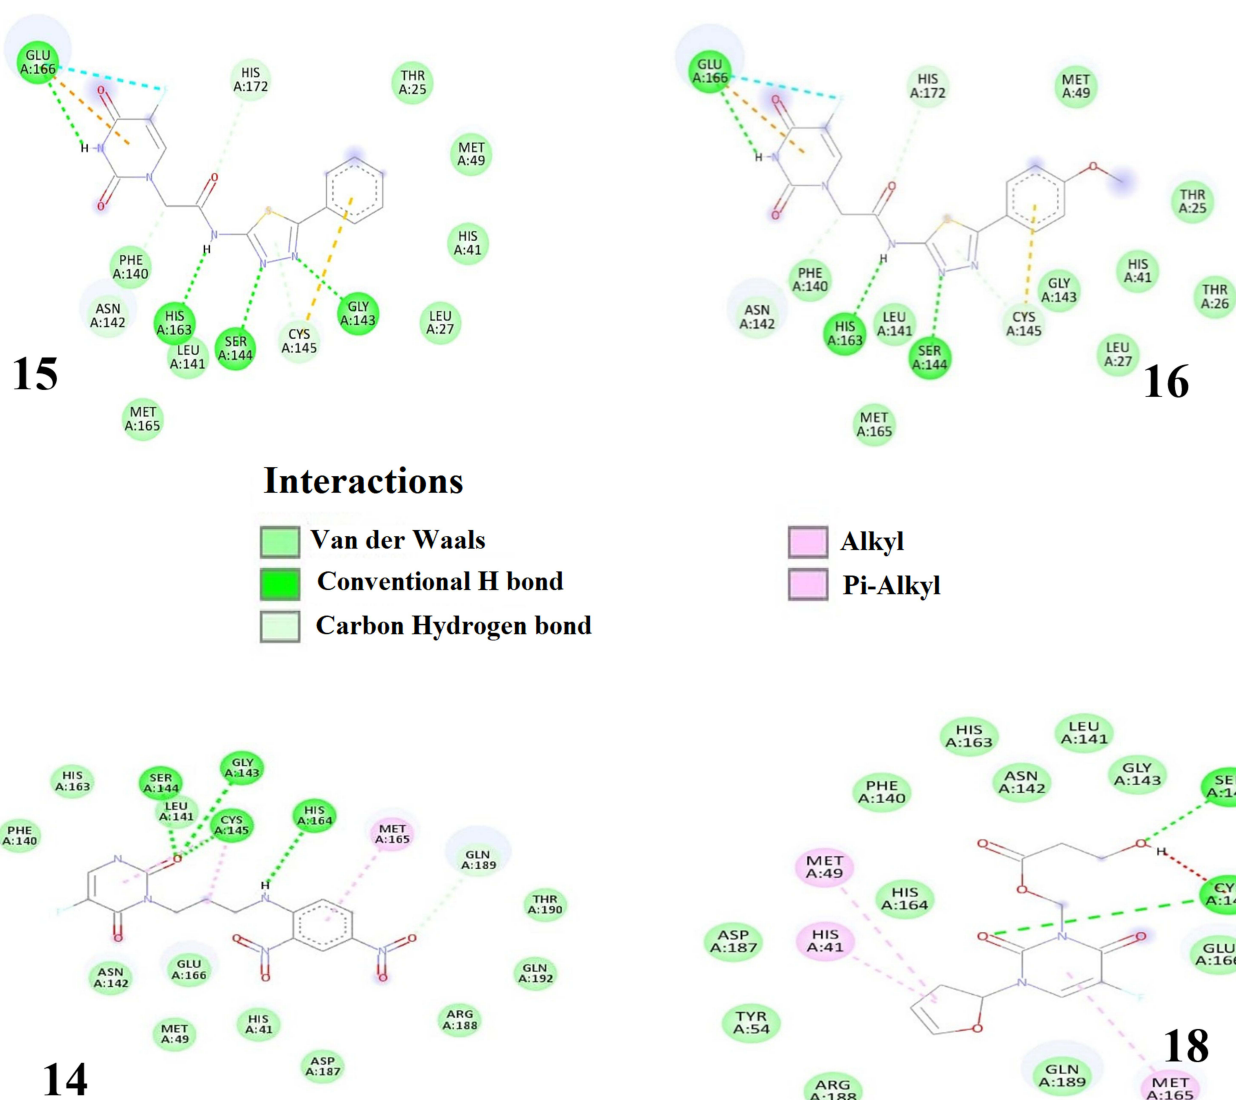 GLU
A:166
HIS
A:172
THR
A:25
MET
A:49
O
H
N
O
N
O
N
H
S
N
N
PHE
A:140
HIS
A:41
ASN
A:142
HIS
A:163
LEU
A:141
SER
A:144
CYS
A:145
GLY
A:143
LEU
A:27
MET
A:165
15
GLU
A:166
HIS
A:172
MET
A:49
O
H
N
O
N
O
N
H
S
N
N
O
THR
A:25
PHE
A:140
ASN
A:142
HIS
A:163
LEU
A:141
SER
A:144
CYS
A:145
GLY
A:143
HIS
A:41
THR
A:26
LEU
A:27
MET
A:165
16
Interactions
Van der Waals
Conventional H bond
Carbon Hydrogen bond
Alkyl
Pi-Alkyl
HIS
A:163
SER
A:144
LEU
A:141
GLY
A:143
CYS
A:145
HIS
A:164
MET
A:165
GLN
A:189
PHE
A:140
N
O
N
O
F
H
N
O
N
O
O
N
O
THR
A:190
ASN
A:142
GLU
A:166
GLN
A:192
MET
A:49
HIS
A:41
ARG
A:188
ASP
A:187
14
HIS
A:163
LEU
A:141
PHE
A:140
ASN
A:142
GLY
A:143
MET
A:49
HIS
A:164
ASP
A:187
HIS
A:41
GLU
A:166
O
O
H
O
O
N
O
N
F
O
TYR
A:54
ARG
A:188
GLN
A:189
MET
A:165
18